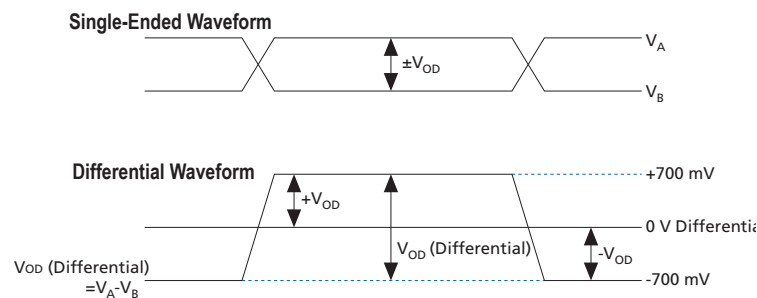 Single-Ended Waveform
V_A
±V_OD
V_B
Differential Waveform
+700 mV
+V_OD
0 V Differentia
V_OD (Differential)
-V_OD
V_OD (Differential)
=V_A-V_B
-700 mV